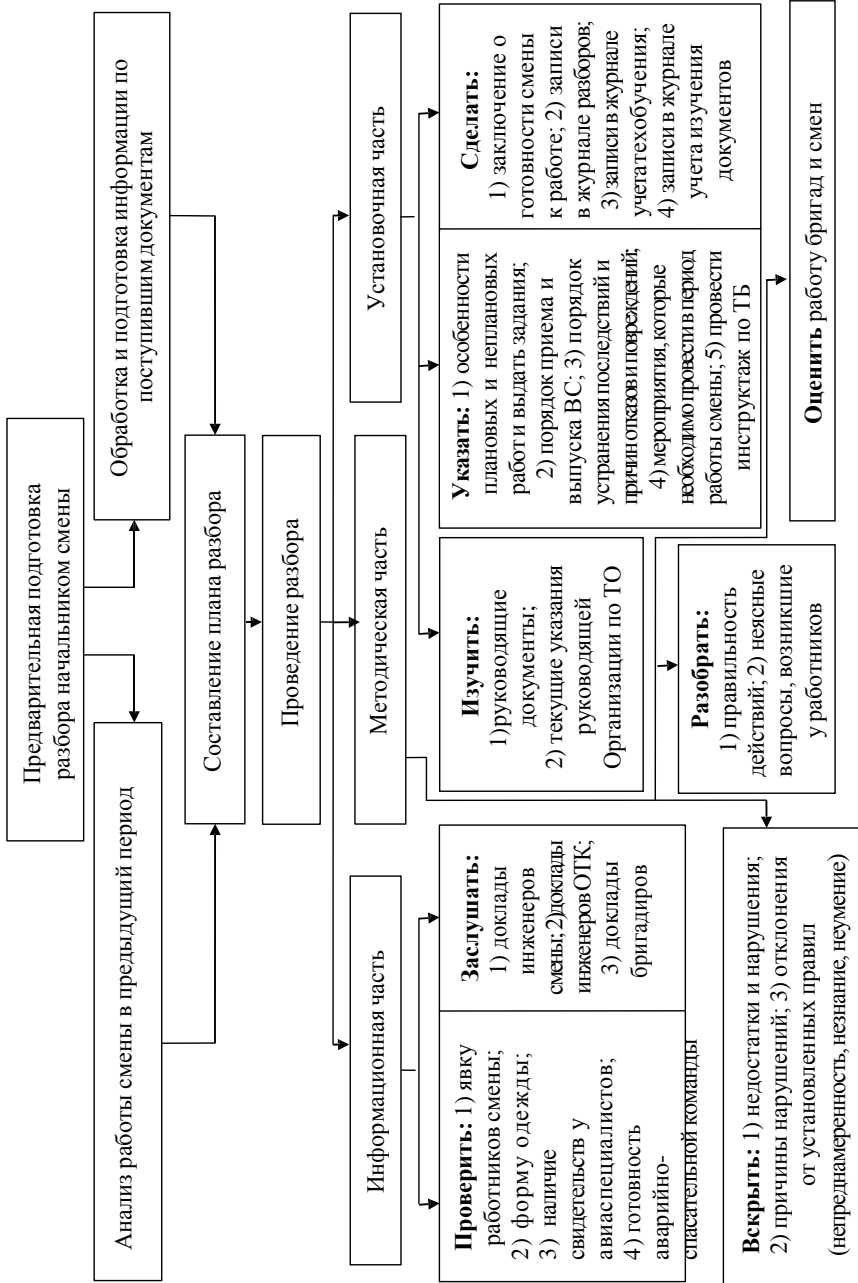 Предварительная подготовка
разбора начальником смены
Анализ работы смены в предыдущий период
Обработка и подготовка информации по
поступившим документам
Составление плана разбора
Проведение разбора
Информационная часть
Методическая часть
Установочная часть
Проверить: 1) явку
работников смены;
2) форму одежды;
3) наличие
свидетельств у
авиаспециалистов;
4) готовность
аварийно-
спасательной команды
Заслушать:
1) доклады
инженеров
смены; 2)доклады
инженеров ОТК;
3) доклады
бригадиров
Изучить:
1)руководящие
документы;
2) текущие указания
руководящей
Организации по ТО
Указать: 1) особенности
плановых и неплановых
работ и выдать задания;
2) порядок приема и
выпуска ВС; 3) порядок
устранения последствий и
причин отказов и повреждений;
4) мероприятия, которые
необходимо провести в период
работы смены; 5) провести
инструктаж по ТБ
Сделать:
1) заключение о
готовности смены
к работе; 2) записи
в журнале разборов;
3) записи в журнале
учета техобучения;
4) записи в журнале
учета изучения
документов
Вскрыть: 1) недостатки и нарушения;
2) причины нарушений; 3) отклонения
от установленных правил
(непреднамеренность, незнание, неумение)
Разобрать:
1) правильность
действий; 2) неясные
вопросы, возникшие
у работников
Оценить работу бригад и смен